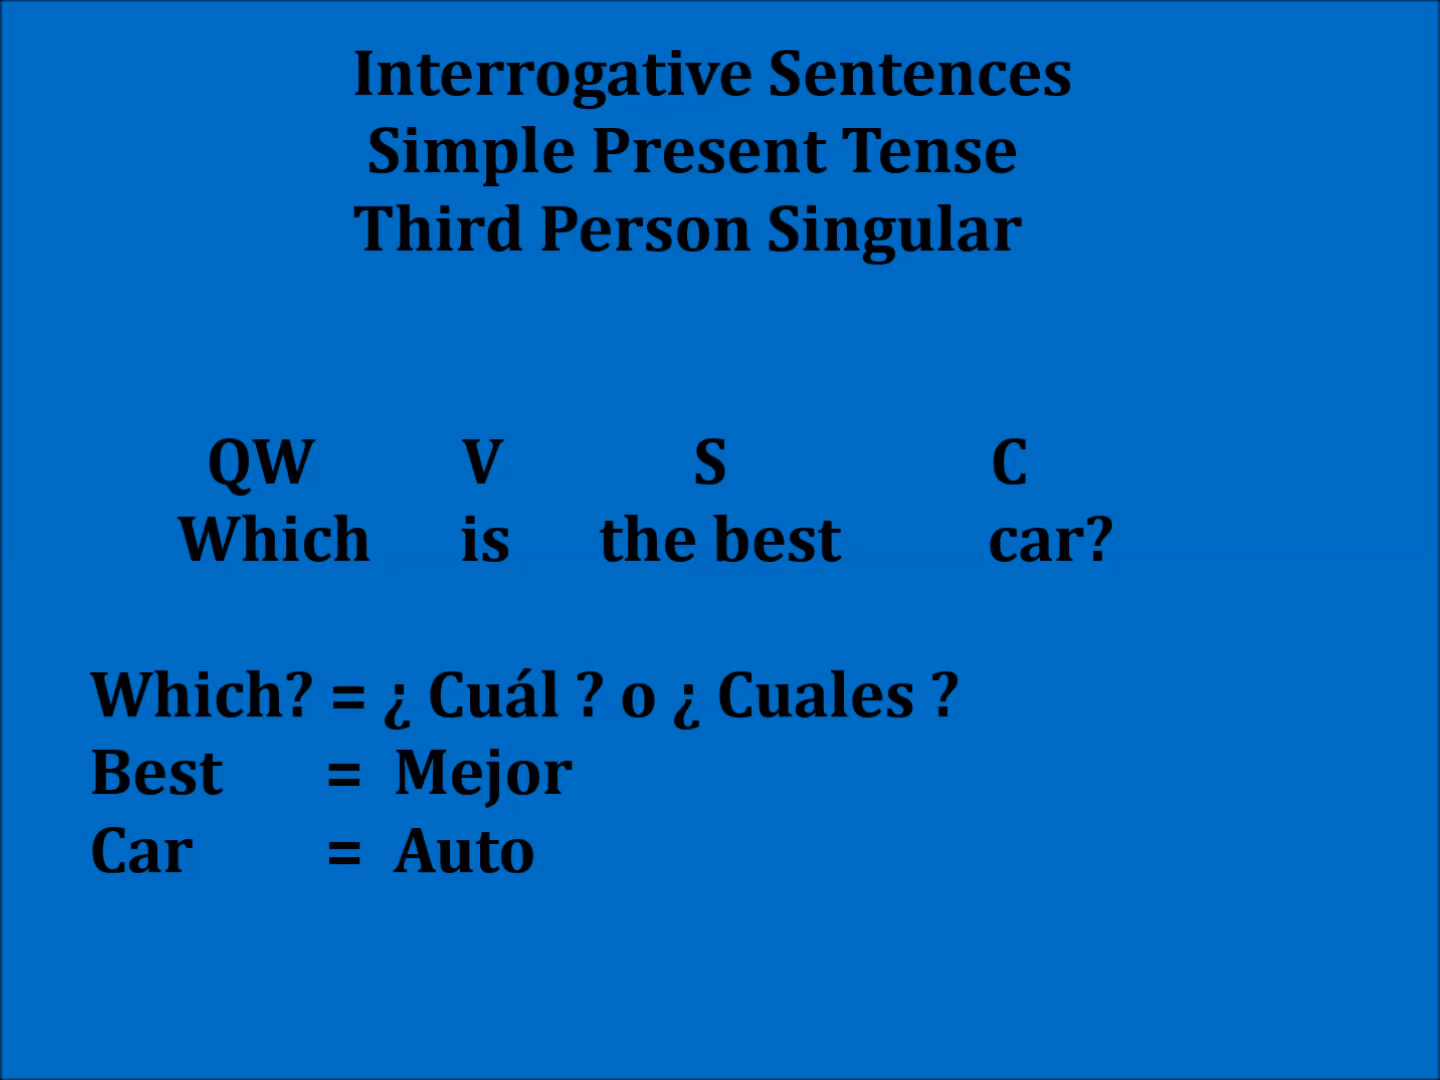 Interrogative Sentences
Simple Present Tense
Third Person Singular
QW V S C
Which is the best car?
Which? = ¿ Cuál ? o ¿ Cuales ?
Best = Mejor
Car = Auto